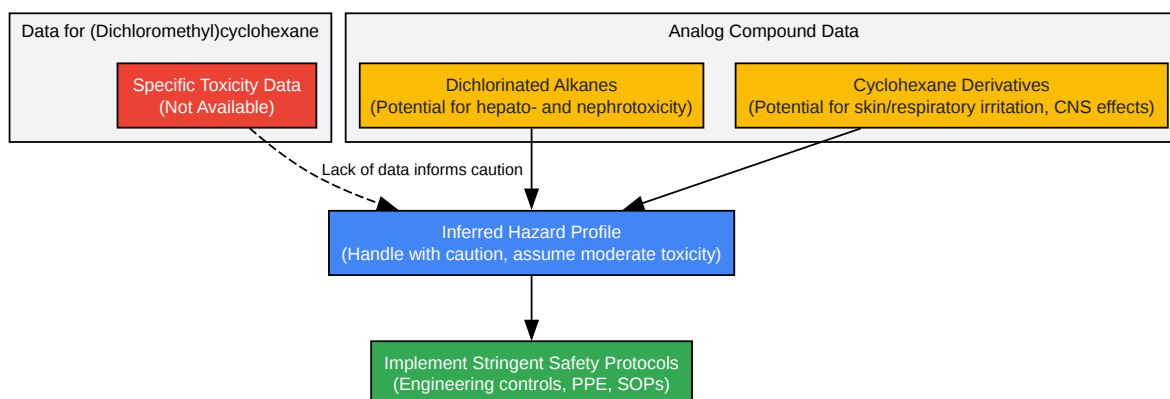 Data for (Dichloromethyl)cyclohexane
Specific Toxicity Data
(Not Available)
Analog Compound Data
Dichlorinated Alkanes
(Potential for hepato- and nephrotoxicity)
Cyclohexane Derivatives
(Potential for skin/respiratory irritation, CNS effects)
Lack of data informs caution
Inferred Hazard Profile
(Handle with caution, assume moderate toxicity)
Implement Stringent Safety Protocols
(Engineering controls, PPE, SOPs)